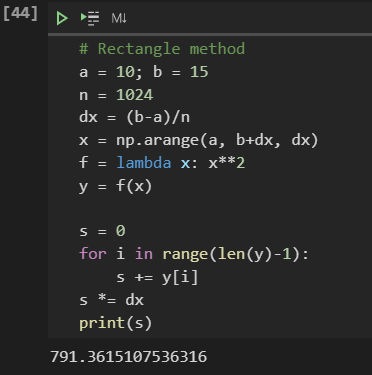 [44]
M↓
# Rectangle method
a = 10; b = 15
n = 1024
dx = (b-a)/n
x = np.arange(a, b+dx, dx)
f = lambda x: x**2
y = f(x)

s = 0
for i in range(len(y)-1):
    s += y[i]
s *= dx
print(s)
791.3615107536316